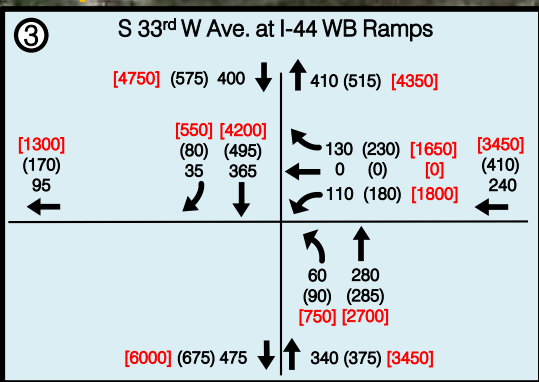 3
S 33rd W Ave. at I-44 WB Ramps
[4750] (575) 400
410 (515) [4350]
[1300]
(170)
95
[550] [4200]
(80) (495)
35 365
130 (230) [1650]
0 (0) [0]
110 (180) [1800]
[3450]
(410)
240
60 280
(90) (285)
[750] [2700]
[6000] (675) 475
340 (375) [3450]